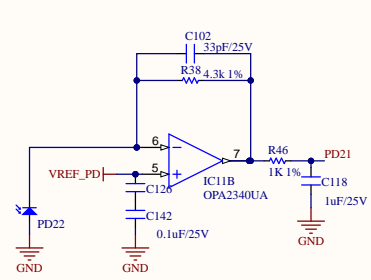 C102
33pF/25V
R38 4.3k 1%
6
7
R46
PD21
5
VREF_PD
1K 1%
IC11B
C118
C126
OPA2340UA
1uF/25V
C142
PD22
0.1uF/25V
GND
GND
GND